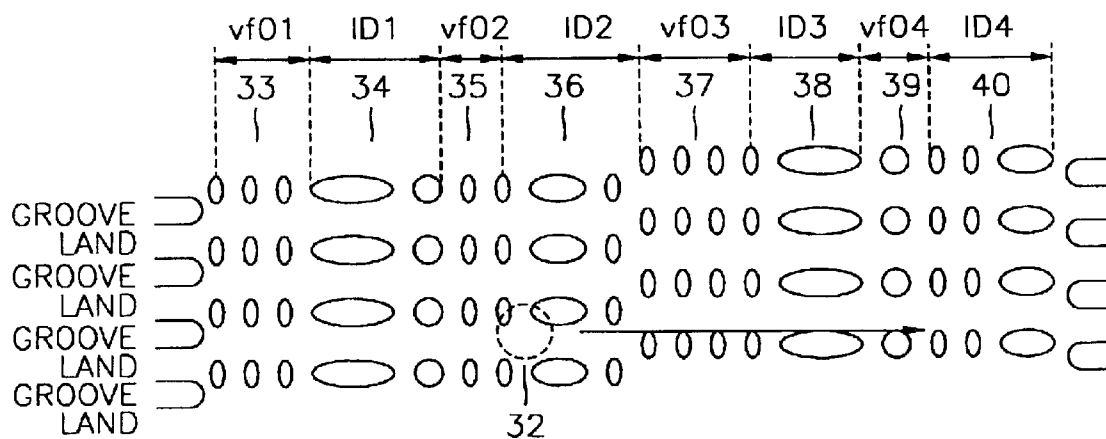 vf01 ID1 vf02 ID2 vf03 ID3 vf04 ID4
33 34 35 36 37 38 39 40
GROOVE
LAND
GROOVE
LAND
GROOVE
LAND
GROOVE
LAND
32